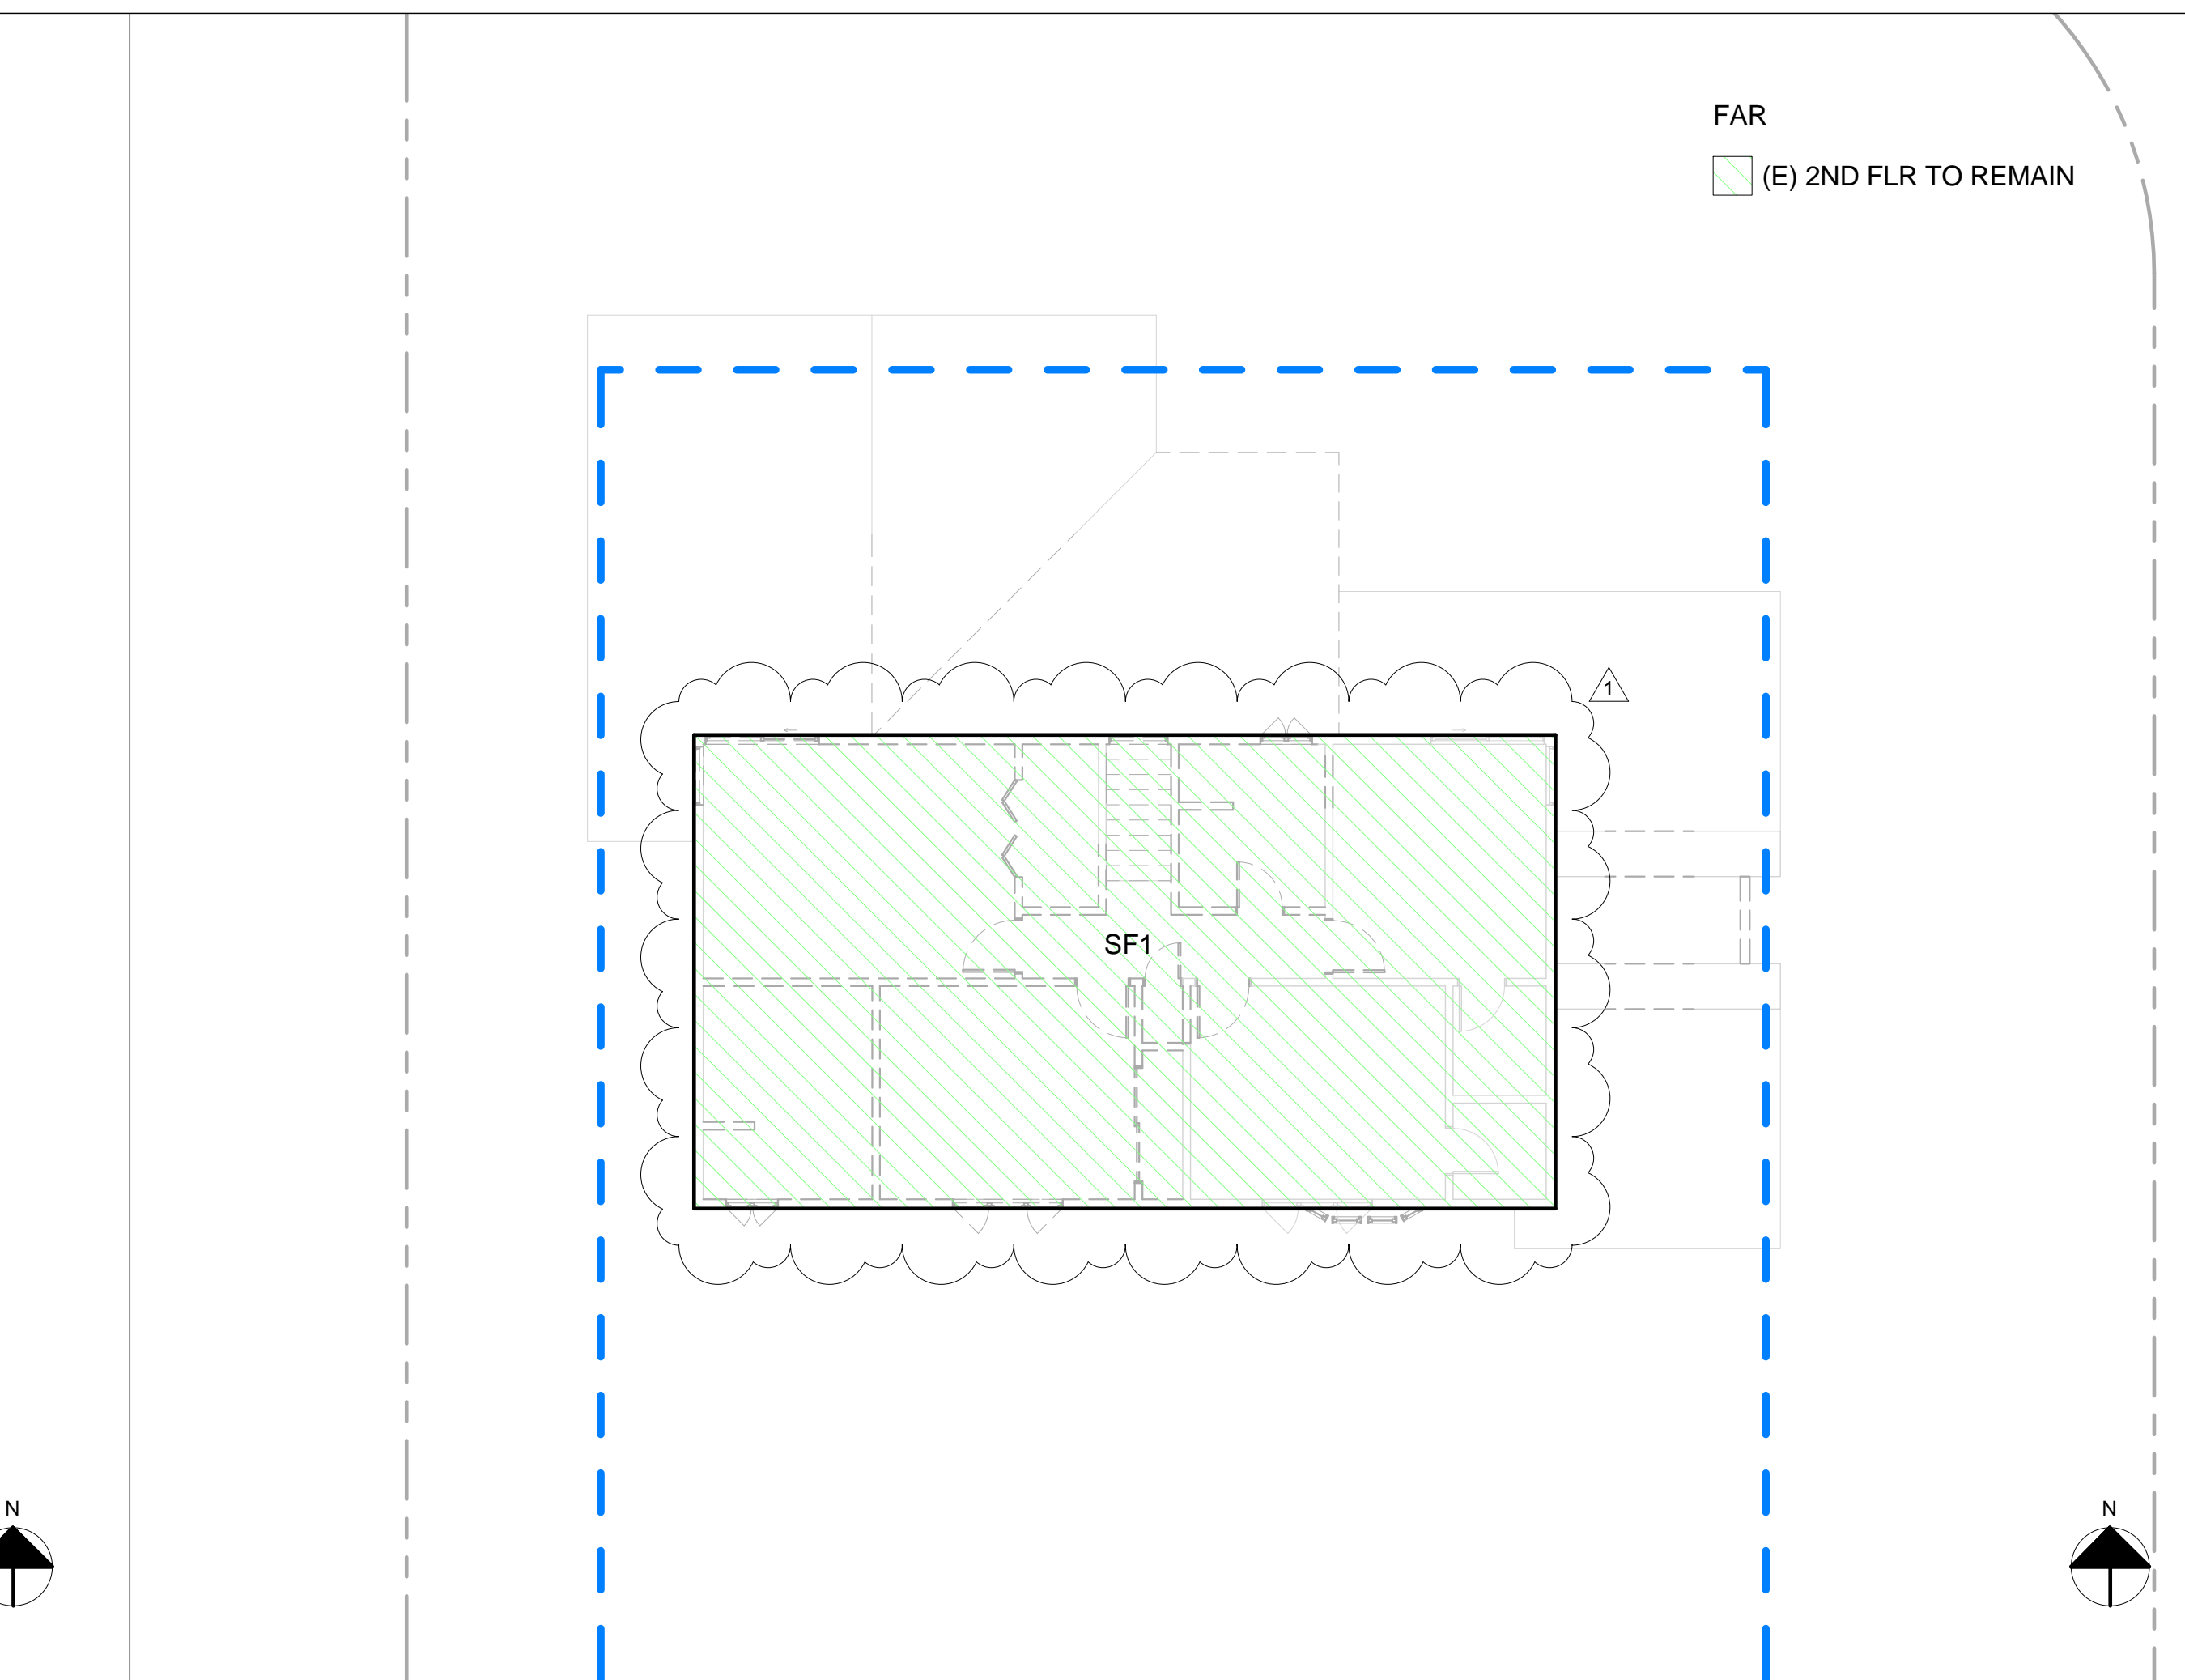 FAR
(E) 2ND FLR TO REMAIN
1
SF1
N
N